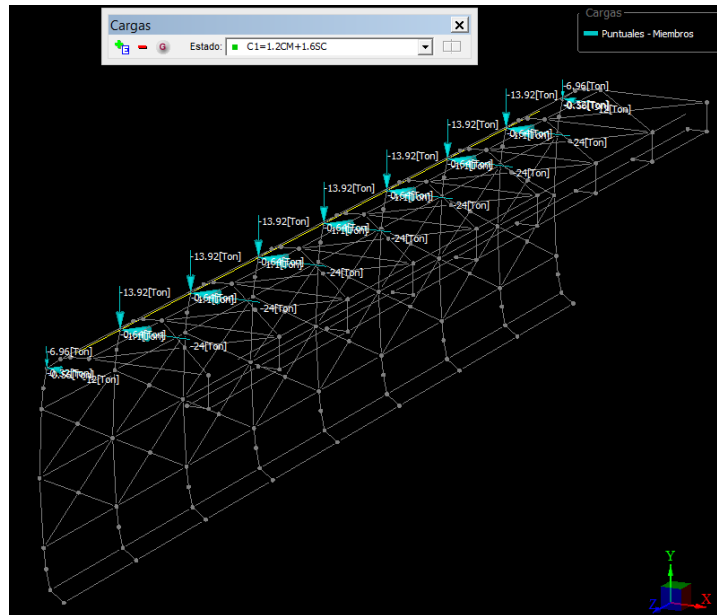 Cargas
Estado: C1=1.2CM+1.6SC
Cargas
Puntuales - Miembros
-6.96[Ton]
-12[Ton]
-13.92[Ton]
-24[Ton]
-13.92[Ton]
-24[Ton]
-13.92[Ton]
-24[Ton]
-13.92[Ton]
-24[Ton]
-13.92[Ton]
-24[Ton]
-13.92[Ton]
-24[Ton]
-13.92[Ton]
-24[Ton]
-6.96[Ton]
-12[Ton]
Y
X
Z